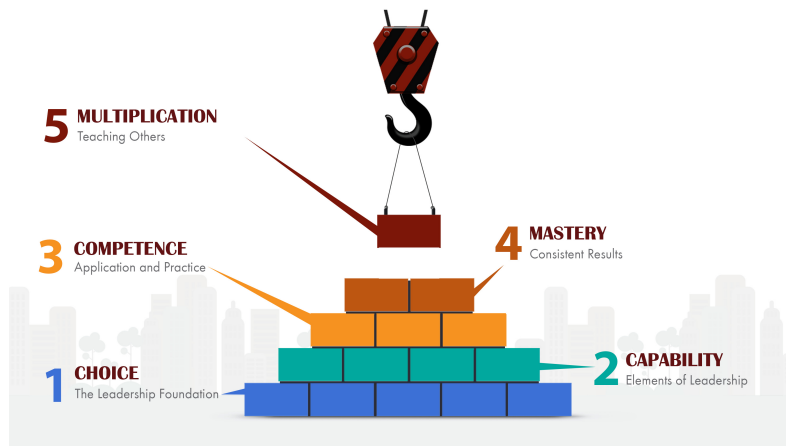 5 MULTIPLICATION
Teaching Others
3 COMPETENCE
Application and Practice
4 MASTERY
Consistent Results
1 CHOICE
The Leadership Foundation
2 CAPABILITY
Elements of Leadership